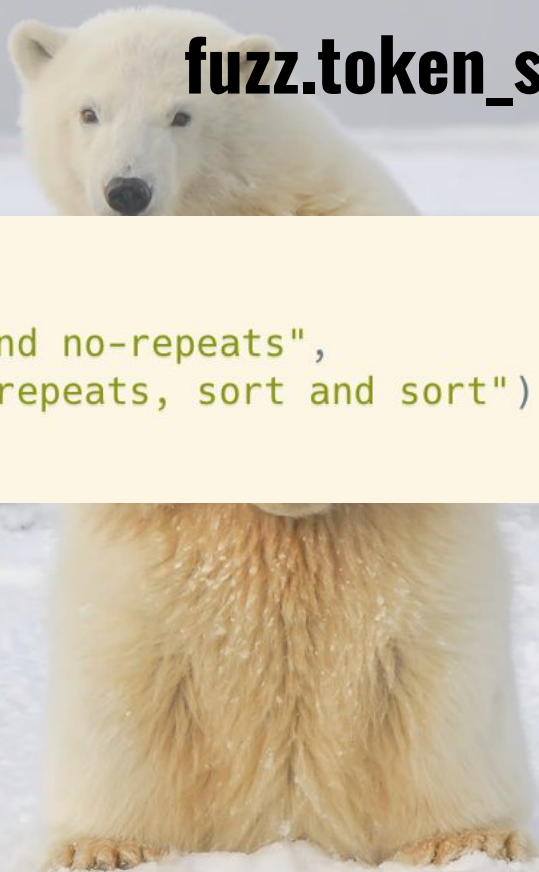 fuzz.token_s
nd no-repeats",
repeats, sort and sort")